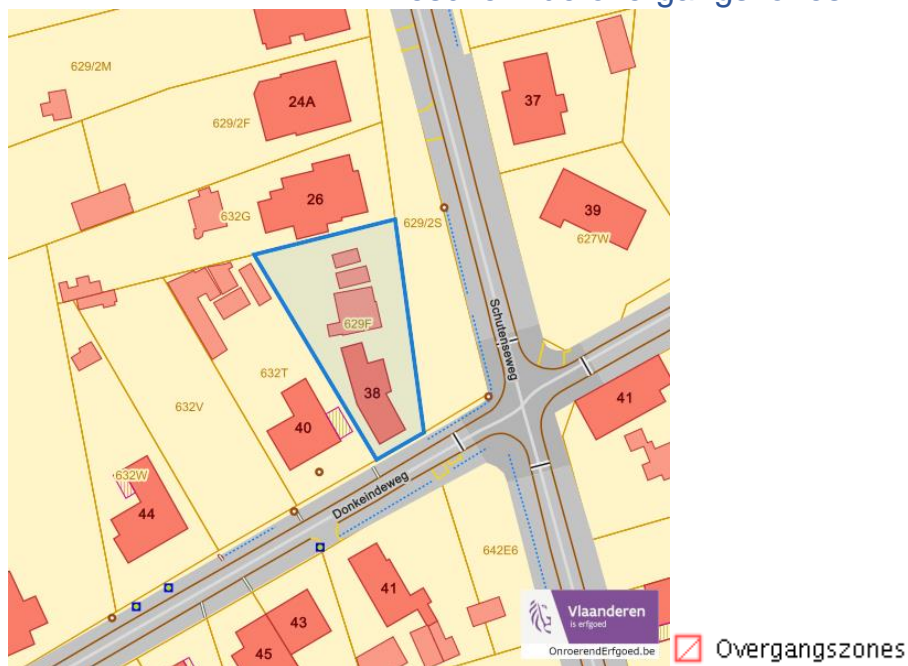 629/2M
24A
37
629/2F
26
632G
629/2S
39
627W
629F
Schutenseweg
632T
632V
38
41
40
632W
Donkeindeweg
44
642E6
41
43
45
Vlaanderen
is erfgoed
OnroerendErfgoed.be
Overgangszones